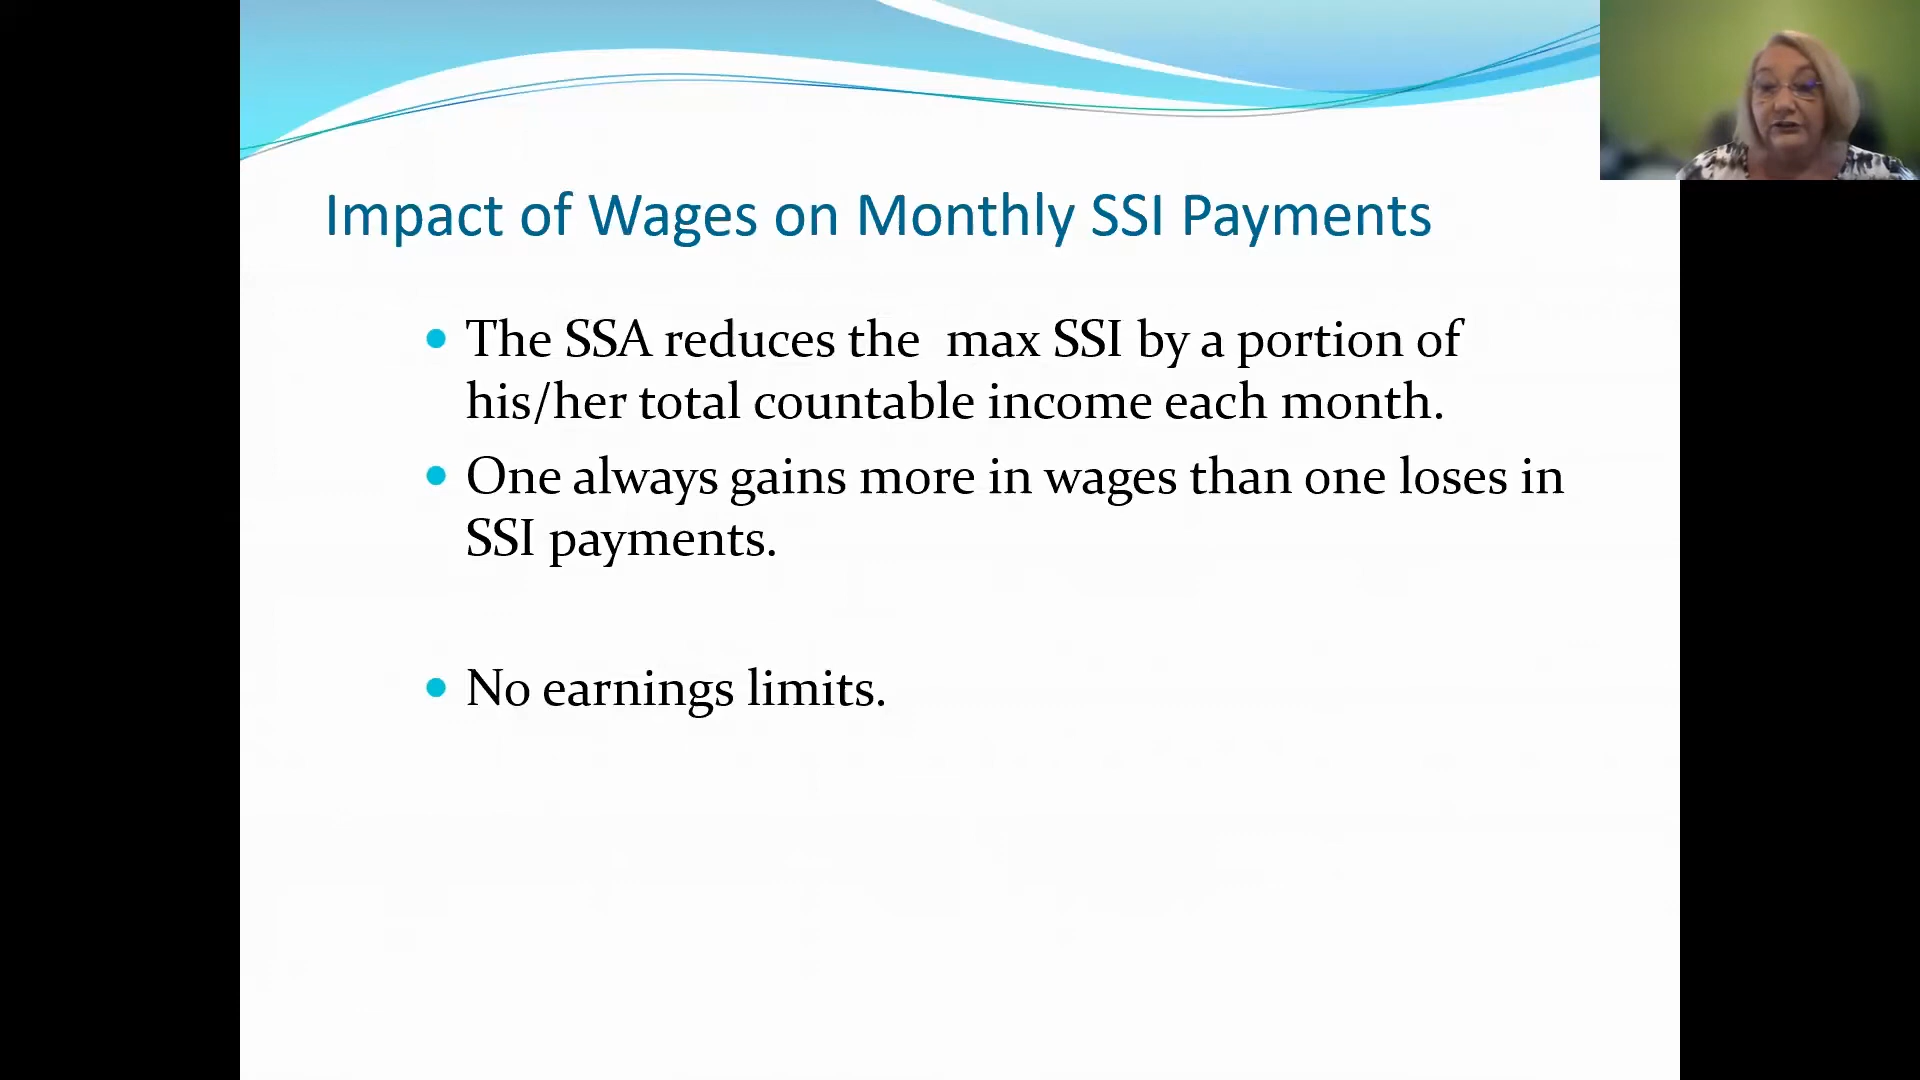 Impact of Wages on Monthly SSI Payments
• The SSA reduces the  max SSI by a portion of
his/her total countable income each month.
• One always gains more in wages than one loses in
SSI payments.
• No earnings limits.